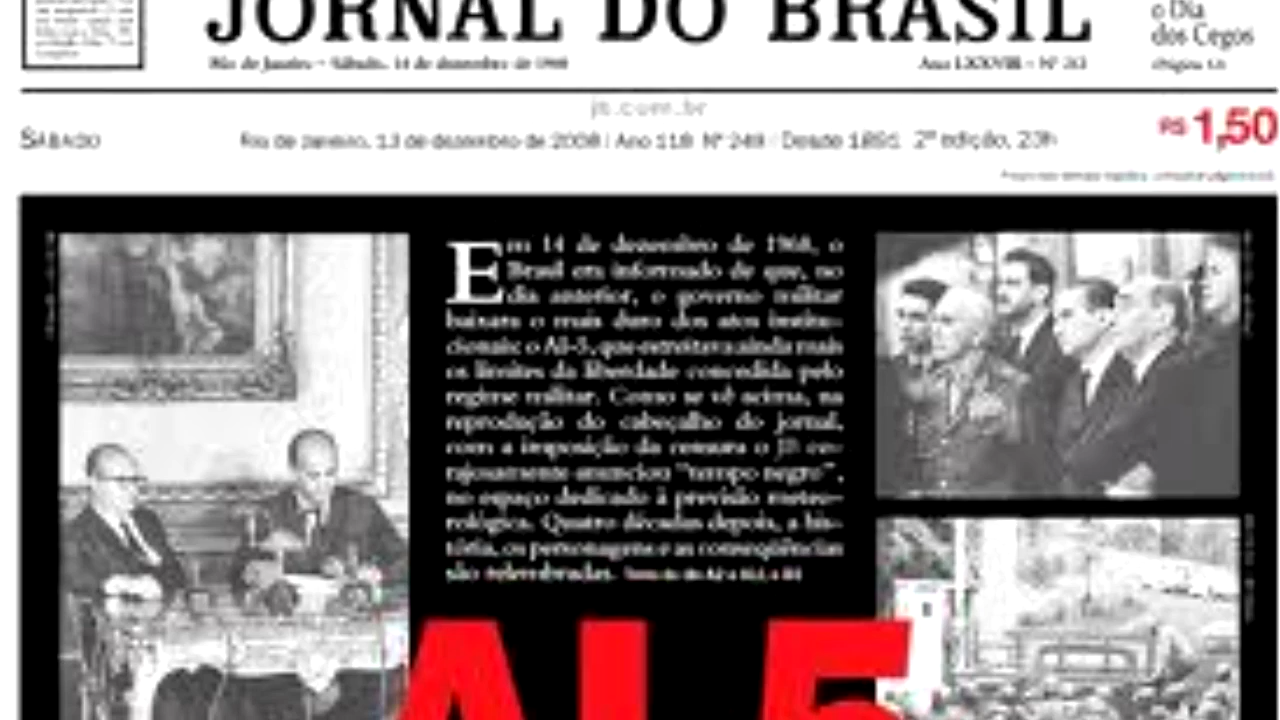 JORNAL DO BRASIL
o Dia
dos Cegos
Rio de Janeiro — Sábado, 14 de dezembro de 1968
Ano LXXVIII — Nº
jb.com.br
SÁBADO
Rio de Janeiro, 13 de dezembro de 2008 | Ano 118 Nº 249 | Desde 1891 2ª edição, 23h
R$ 1,50
Em 14 de dezembro de 1968, o
Brasil era informado de que, no
dia anterior, o governo militar
baixara o mais duro dos atos institu-
cionais: o AI-5, que estreitava ainda mais
os limites da liberdade concedida pelo
regime militar. Como se vê acima, na
reprodução do cabeçalho do jornal,
com a imposição da censura o JB co-
rajosamente anunciou "tempo negro",
no espaço dedicado à previsão meteo-
rológica. Quatro décadas depois, a his-
tória, os personagens e as conseqüências
são relembradas.
AI-5